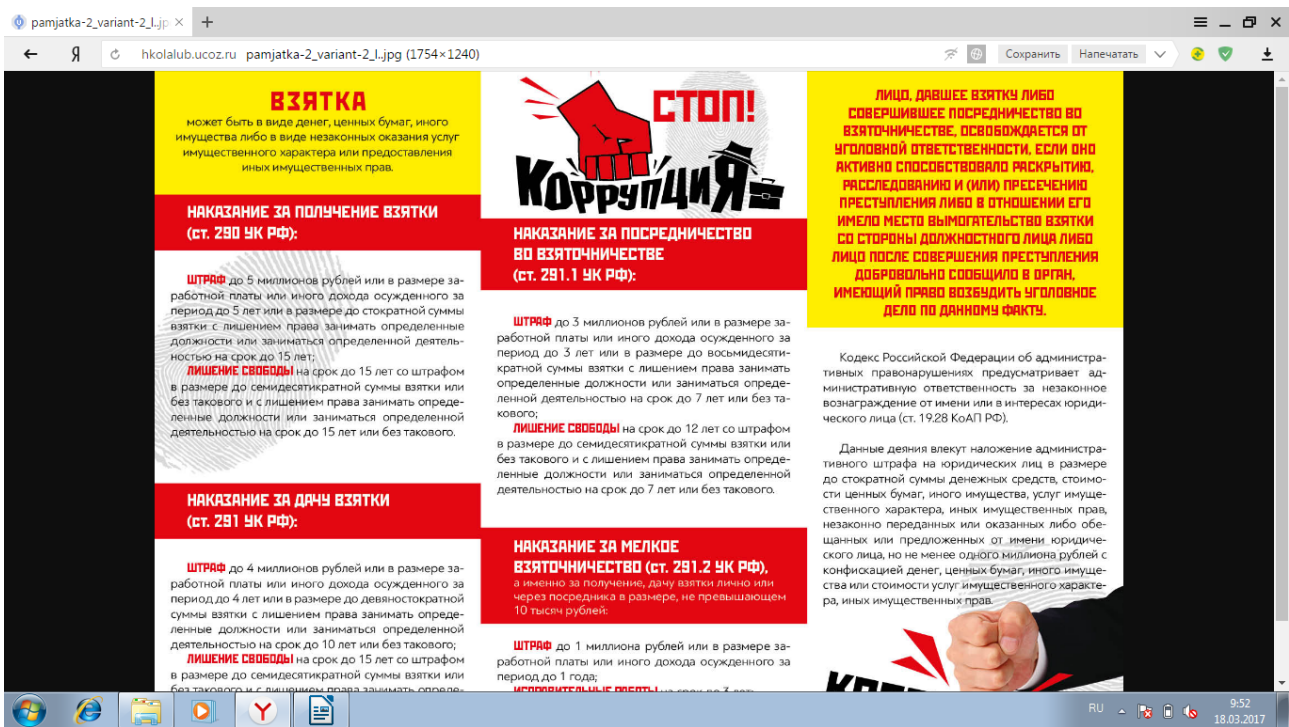 pamjatka-2_variant-2_l..jp
hkolalub.ucoz.ru pamjatka-2_variant-2_l..jpg (1754×1240)
Сохранить
Напечатать
ВЗЯТКА
может быть в виде денег, ценных бумаг, иного
имущества либо в виде незаконных оказания услуг
имущественного характера или предоставления
иных имущественных прав.
НАКАЗАНИЕ ЗА ПОЛУЧЕНИЕ ВЗЯТКИ
(ст. 290 УК РФ):
ШТРАФ до 5 миллионов рублей или в размере за-
работной платы или иного дохода осужденного за
период до 5 лет или в размере до стократной суммы
взятки с лишением права занимать определенные
должности или заниматься определенной деятель-
ностью на срок до 15 лет;
ЛИШЕНИЕ СВОБОДЫ на срок до 15 лет со штрафом
в размере до семидесятикратной суммы взятки или
без такового и с лишением права занимать опреде-
ленные должности или заниматься определенной
деятельностью на срок до 15 лет или без такового.
НАКАЗАНИЕ ЗА ДАЧУ ВЗЯТКИ
(ст. 291 УК РФ):
ШТРАФ до 4 миллионов рублей или в размере за-
работной платы или иного дохода осужденного за
период до 4 лет или в размере до девяностократной
суммы взятки с лишением права занимать опреде-
ленные должности или заниматься определенной
деятельностью на срок до 10 лет или без такового;
ЛИШЕНИЕ СВОБОДЫ на срок до 15 лет со штрафом
в размере до семидесятикратной суммы взятки или
без такового и с лишением права занимать опреде-
СТОП!
КОРРУПЦИЯ
НАКАЗАНИЕ ЗА ПОСРЕДНИЧЕСТВО
ВО ВЗЯТОЧНИЧЕСТВЕ
(ст. 291.1 УК РФ):
ШТРАФ до 3 миллионов рублей или в размере за-
работной платы или иного дохода осужденного за
период до 3 лет или в размере до восьмидесяти-
кратной суммы взятки с лишением права занимать
определенные должности или заниматься опреде-
ленной деятельностью на срок до 7 лет или без та-
кового;
ЛИШЕНИЕ СВОБОДЫ на срок до 12 лет со штрафом
в размере до семидесятикратной суммы взятки или
без такового и с лишением права занимать опреде-
ленные должности или заниматься определенной
деятельностью на срок до 7 лет или без такового.
НАКАЗАНИЕ ЗА МЕЛКОЕ
ВЗЯТОЧНИЧЕСТВО (ст. 291.2 УК РФ),
а именно за получение, дачу взятки лично или
через посредника в размере, не превышающем
10 тысяч рублей:
ШТРАФ до 1 миллиона рублей или в размере за-
работной платы или иного дохода осужденного за
период до 1 года;
ИСПРАВИТЕЛЬНЫЕ РАБОТЫ на срок до 3 лет;
ЛИЦО, ДАВШЕЕ ВЗЯТКУ ЛИБО
СОВЕРШИВШЕЕ ПОСРЕДНИЧЕСТВО ВО
ВЗЯТОЧНИЧЕСТВЕ, ОСВОБОЖДАЕТСЯ ОТ
УГОЛОВНОЙ ОТВЕТСТВЕННОСТИ, ЕСЛИ ОНО
АКТИВНО СПОСОБСТВОВАЛО РАСКРЫТИЮ,
РАССЛЕДОВАНИЮ И (ИЛИ) ПРЕСЕЧЕНИЮ
ПРЕСТУПЛЕНИЯ ЛИБО В ОТНОШЕНИИ ЕГО
ИМЕЛО МЕСТО ВЫМОГАТЕЛЬСТВО ВЗЯТКИ
СО СТОРОНЫ ДОЛЖНОСТНОГО ЛИЦА ЛИБО
ЛИЦО ПОСЛЕ СОВЕРШЕНИЯ ПРЕСТУПЛЕНИЯ
ДОБРОВОЛЬНО СООБЩИЛО В ОРГАН,
ИМЕЮЩИЙ ПРАВО ВОЗБУДИТЬ УГОЛОВНОЕ
ДЕЛО ПО ДАННОМУ ФАКТУ.
Кодекс Российской Федерации об администра-
тивных правонарушениях предусматривает ад-
министративную ответственность за незаконное
вознаграждение от имени или в интересах юриди-
ческого лица (ст. 19.28 КоАП РФ).
Данные деяния влекут наложение администра-
тивного штрафа на юридических лиц в размере
до стократной суммы денежных средств, стоимо-
сти ценных бумаг, иного имущества, услуг имуще-
ственного характера, иных имущественных прав,
незаконно переданных или оказанных либо обе-
щанных или предложенных от имени юридиче-
ского лица, но не менее одного миллиона рублей с
конфискацией денег, ценных бумаг, иного имуще-
ства или стоимости услуг имущественного характе-
ра, иных имущественных прав.
RU
9:52
18.03.2017